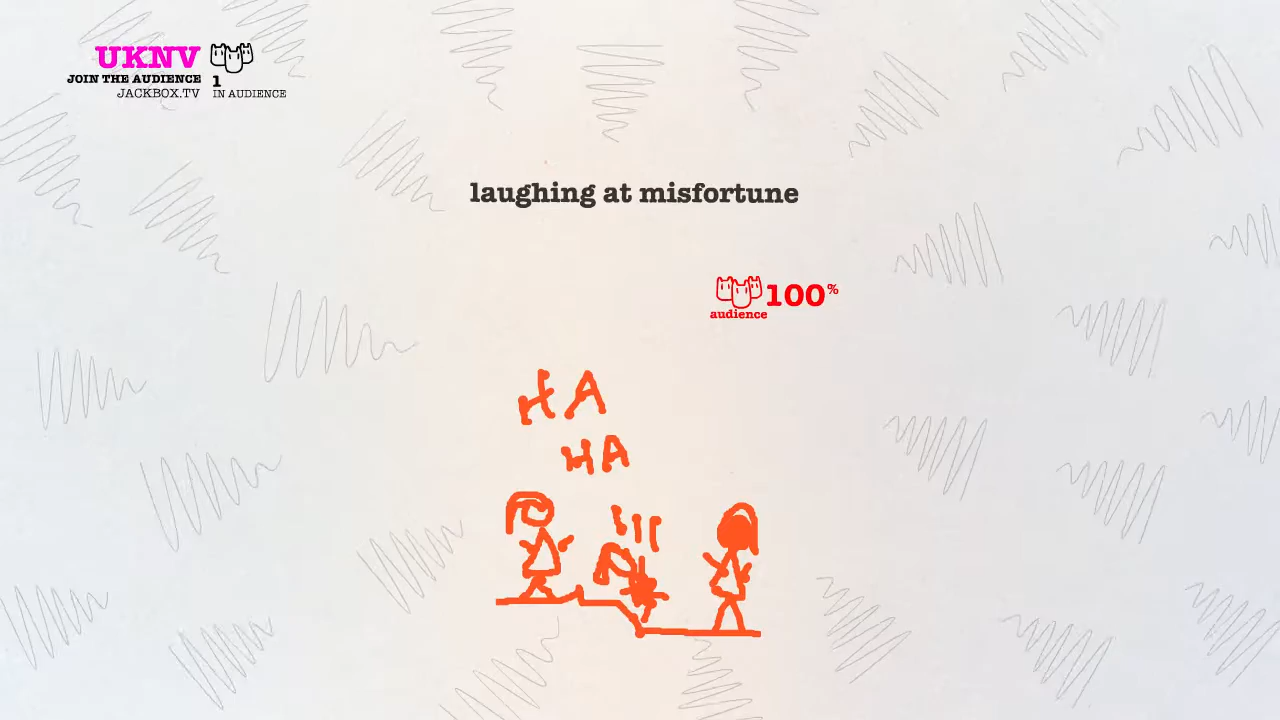 UKNV
JOIN THE AUDIENCE
JACKBOX.TV
1
IN AUDIENCE
laughing at misfortune
100%
audience
HA
HA
!!!